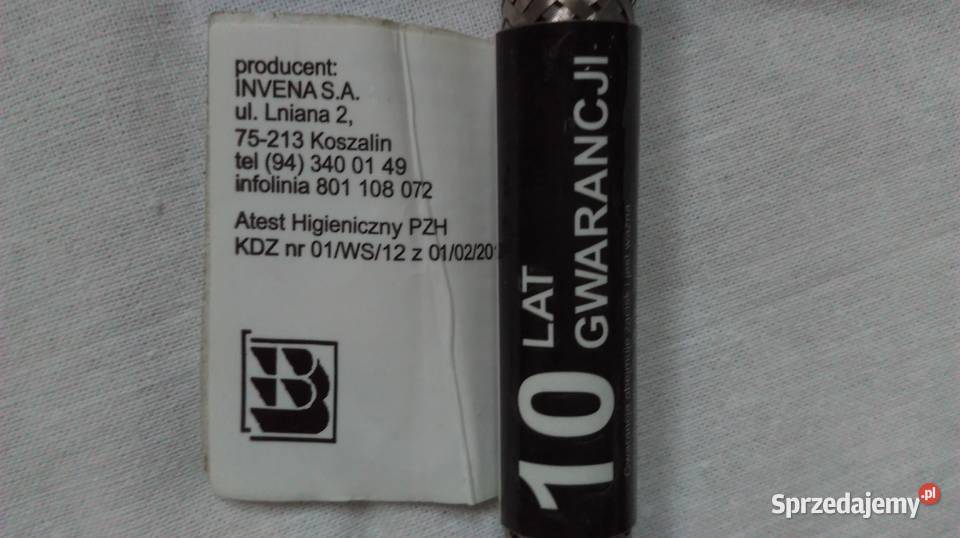 producent:
INVENA S.A.
ul. Lniana 2,
75-213 Koszalin
tel (94) 340 01 49
infolinia 801 108 072
Atest Higieniczny PZH
KDZ nr 01/WS/12 z 01/02/20
10 LAT
GWARANCJI
Sprzedajemy.pl